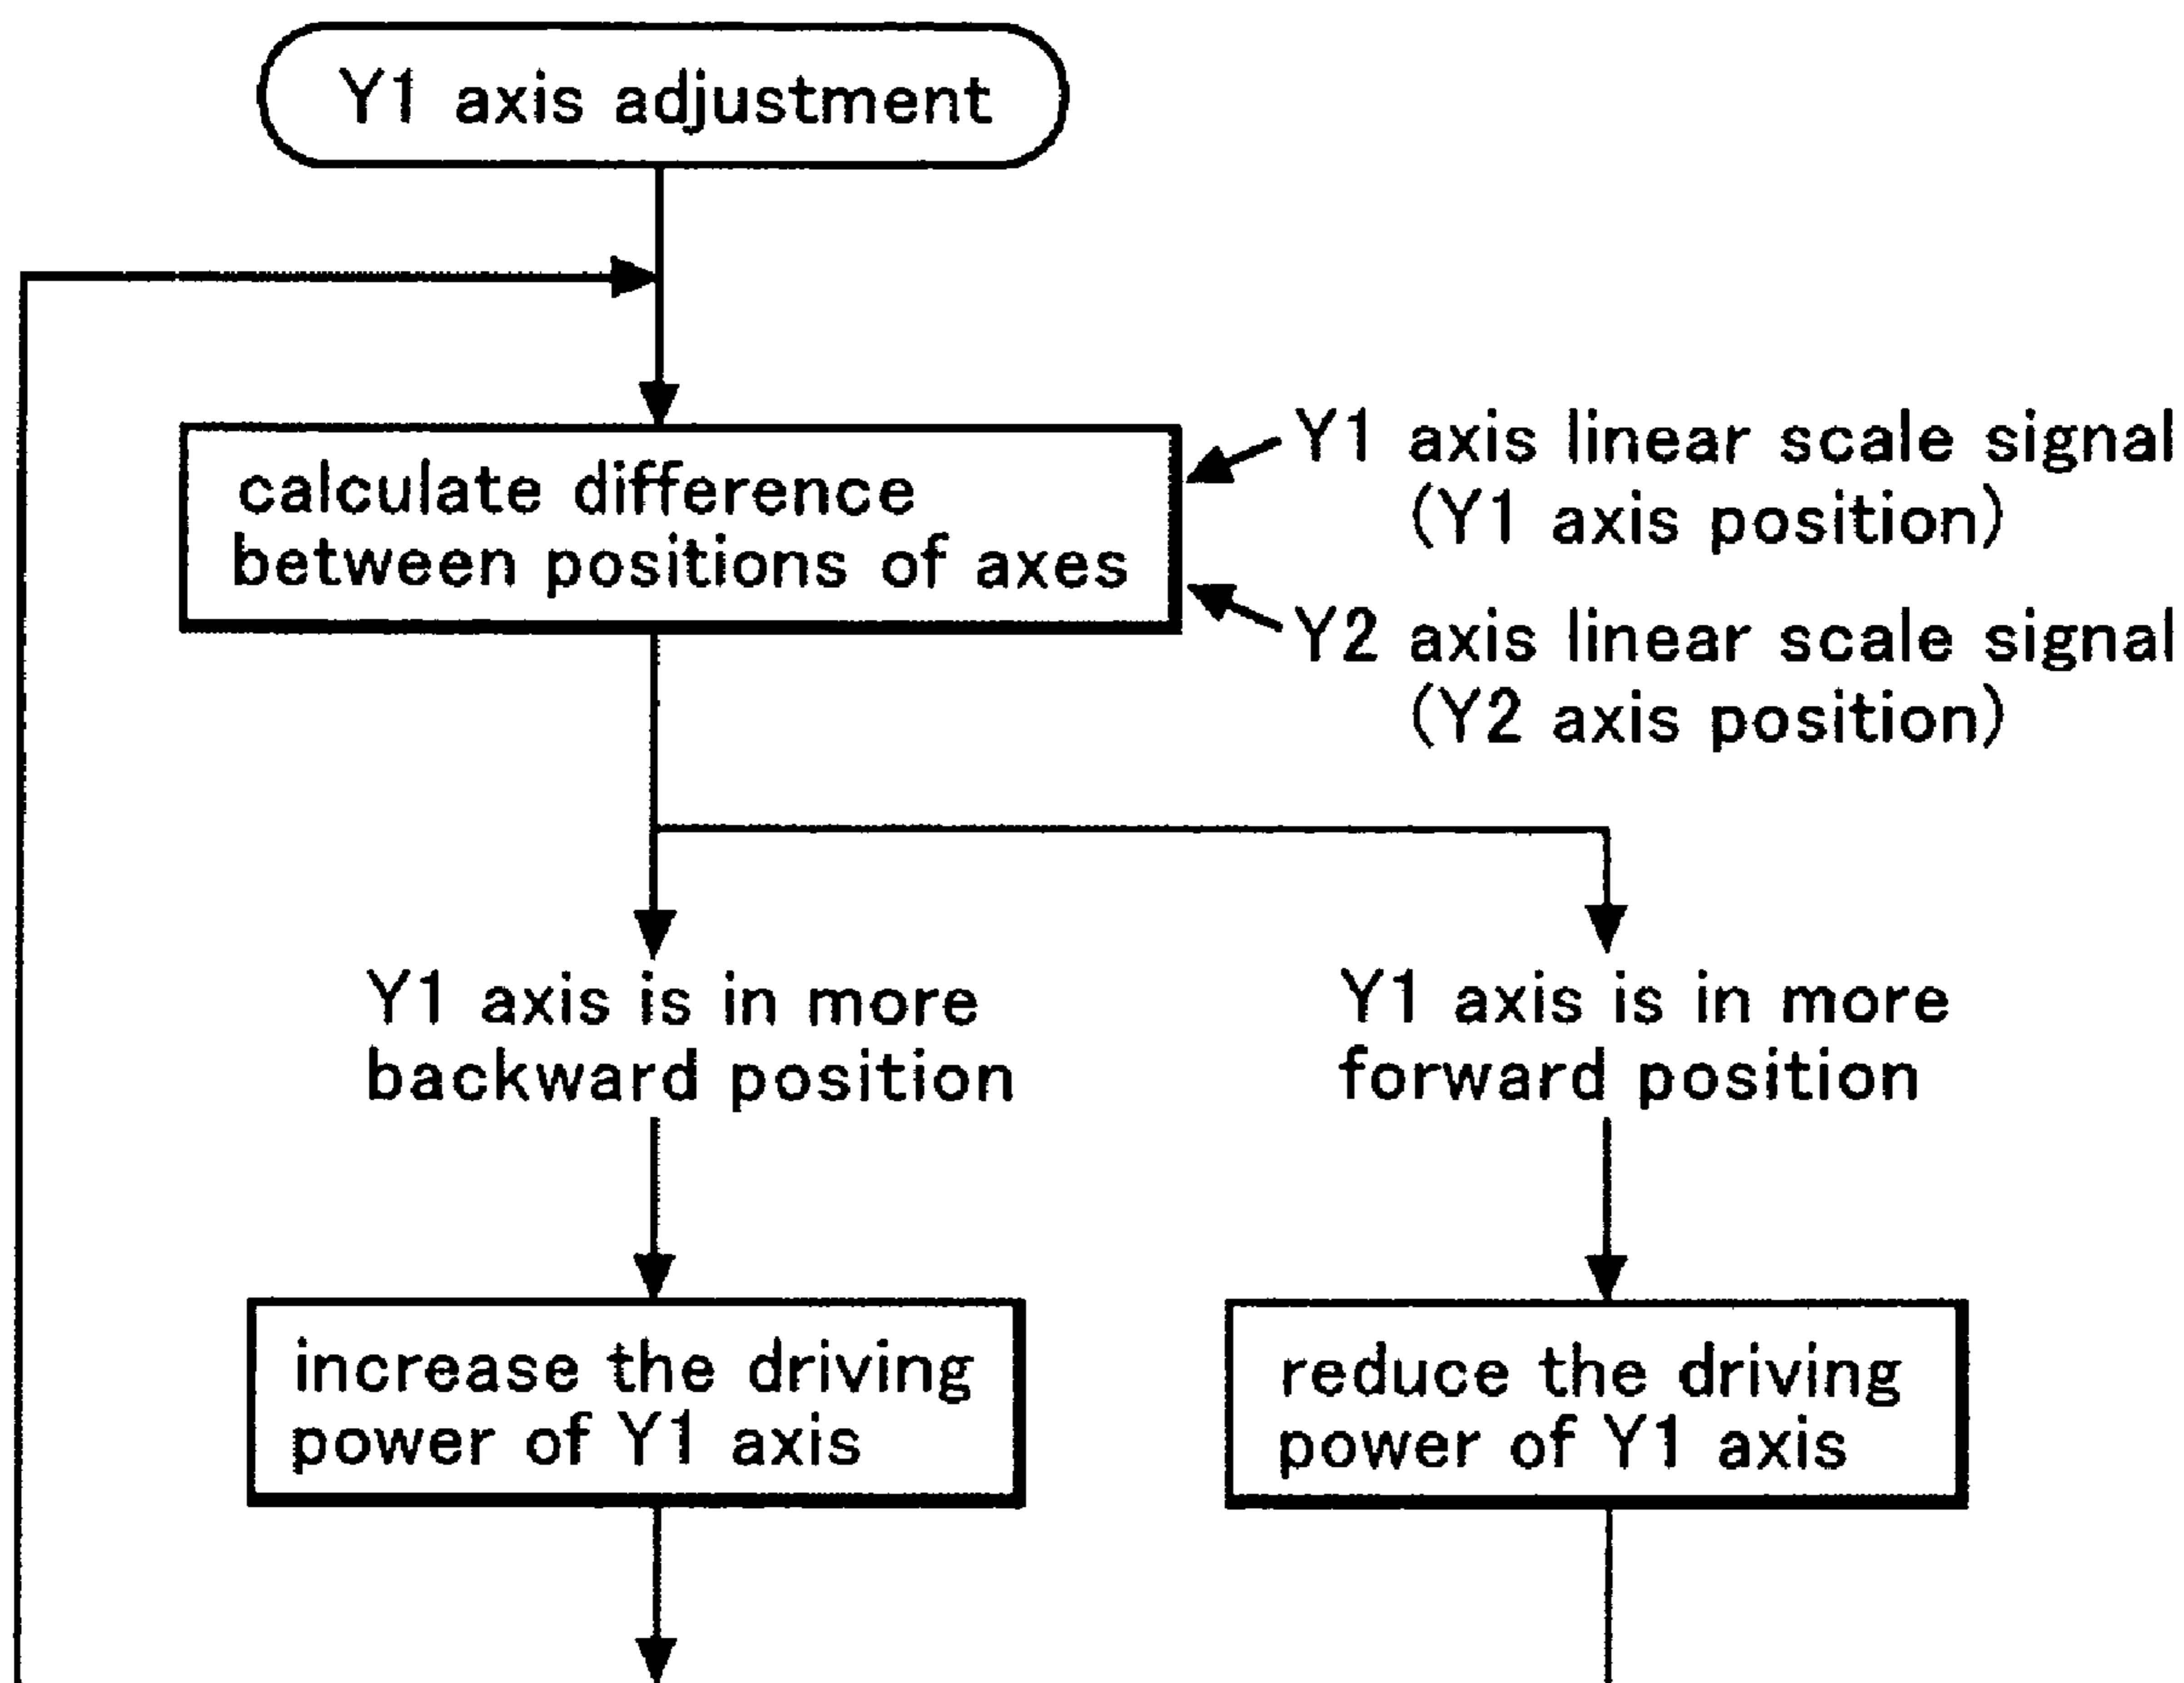 Y1 axis adjustment
calculate difference
between positions of axes
Y1 axis linear scale signal
(Y1 axis position)
Y2 axis linear scale signal
(Y2 axis position)
Y1 axis is in more
backward position
Y1 axis is in more
forward position
increase the driving
power of Y1 axis
reduce the driving
power of Y1 axis